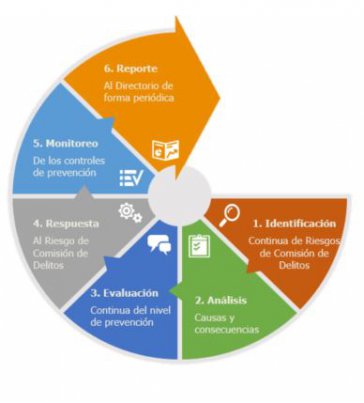 6. Reporte
Al Directorio de
forma periódica
5. Monitoreo
De los controles
de prevención
4. Respuesta
Al Riesgo de
Comisión de
Delitos
3. Evaluación
Continua del nivel
de prevención
2. Análisis
Causas y
consecuencias
1. Identificación
Continua de Riesgos
de Comisión de
Delitos